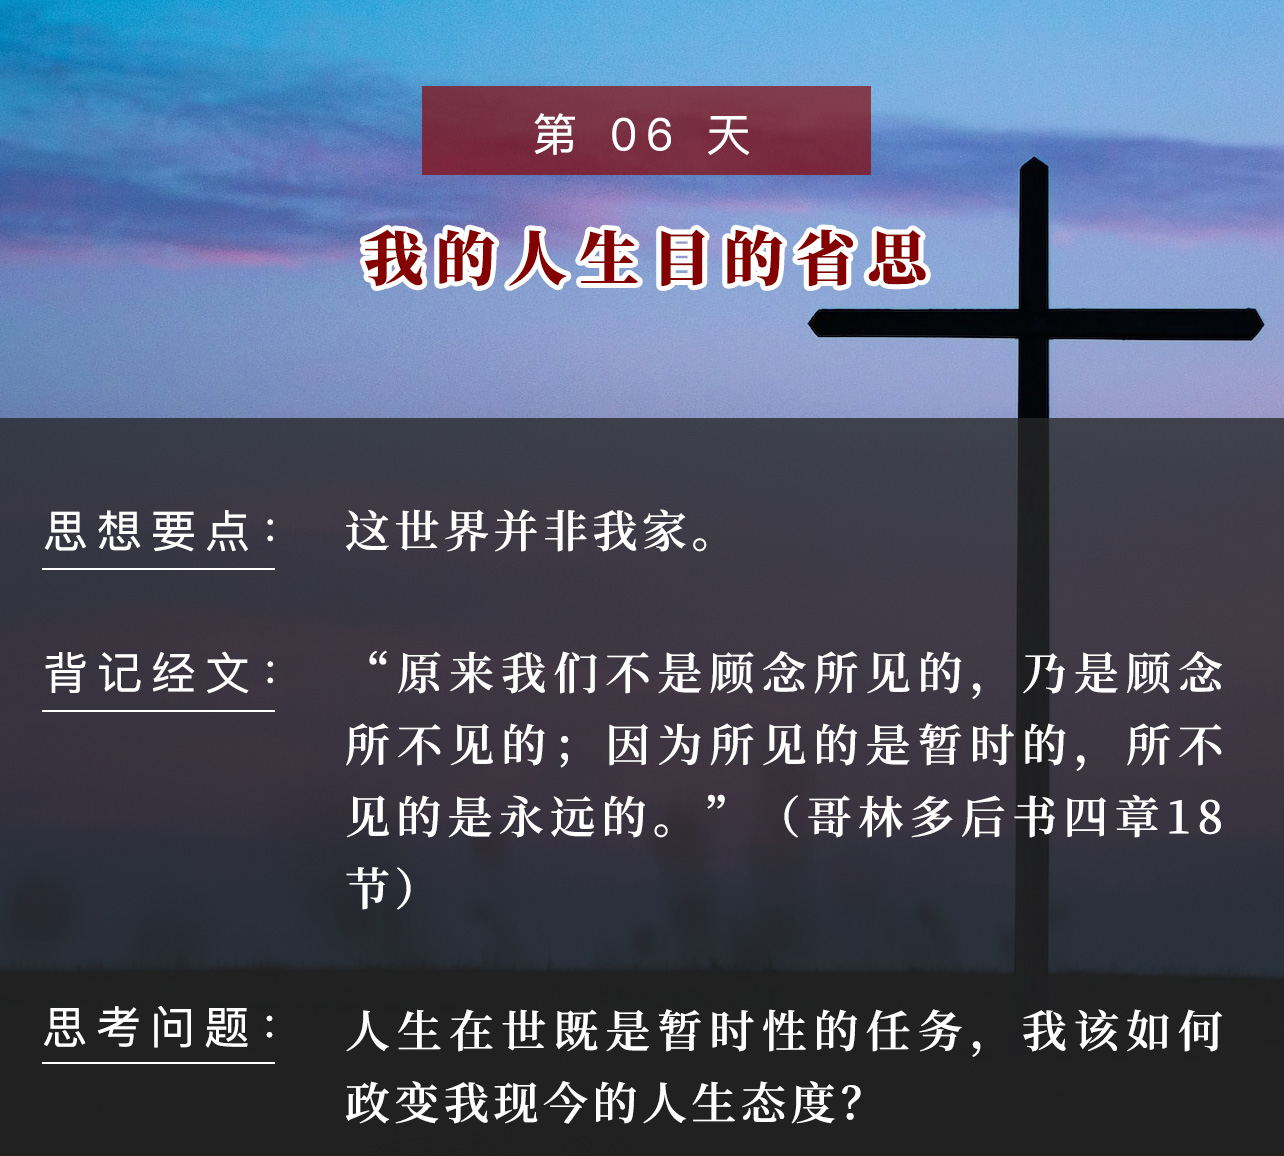 第 06 天
我的人生目的省思
思想要点： 这世界并非我家。
背记经文： “原来我们不是顾念所见的，乃是顾念
所不见的；因为所见的是暂时的，所不
见的是永远的。”（哥林多后书四章18
节）
思考问题： 人生在世既是暂时性的任务，我该如何
政变我现今的人生态度？